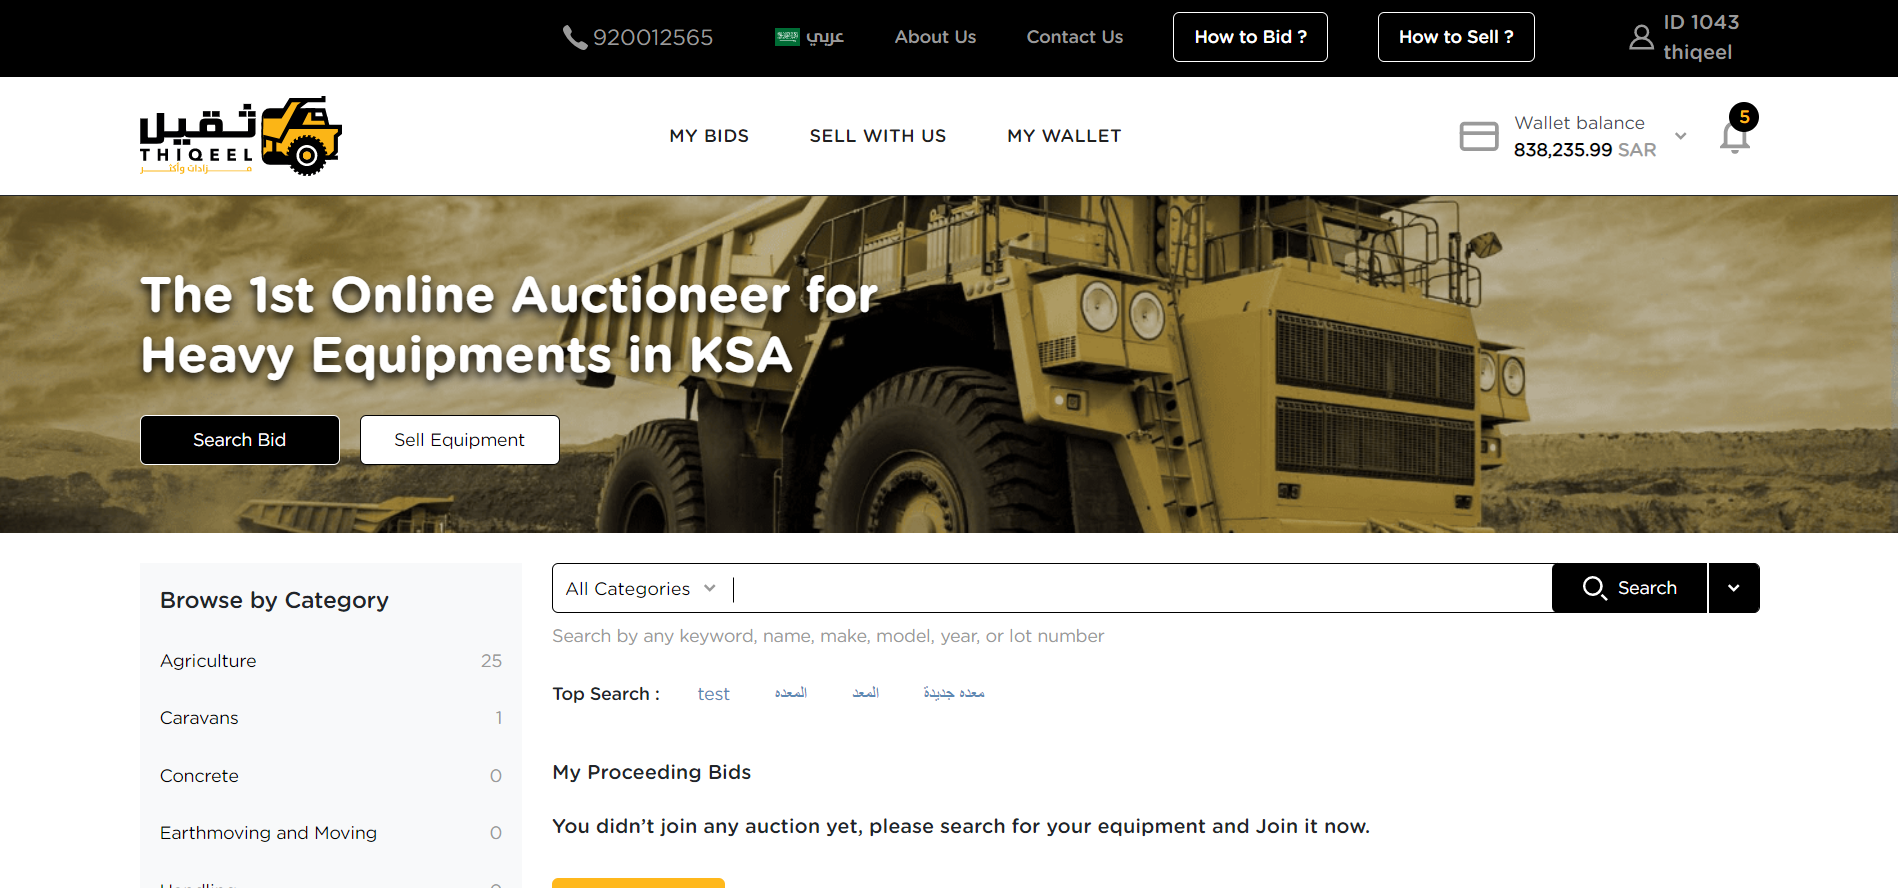 920012565
عربي
About Us
Contact Us
How to Bid ?
How to Sell ?
ID 1043
thiqeel
ثقيل
THIQEEL
مزادات وأكثر
MY BIDS
SELL WITH US
MY WALLET
Wallet balance
838,235.99 SAR
5
The 1st Online Auctioneer for
Heavy Equipments in KSA
Search Bid
Sell Equipment
Browse by Category
Agriculture 25
Caravans 1
Concrete 0
Earthmoving and Moving 0
All Categories
Search
Search by any keyword, name, make, model, year, or lot number
Top Search : test المعده المعد معده جديدة
My Proceeding Bids
You didn’t join any auction yet, please search for your equipment and Join it now.